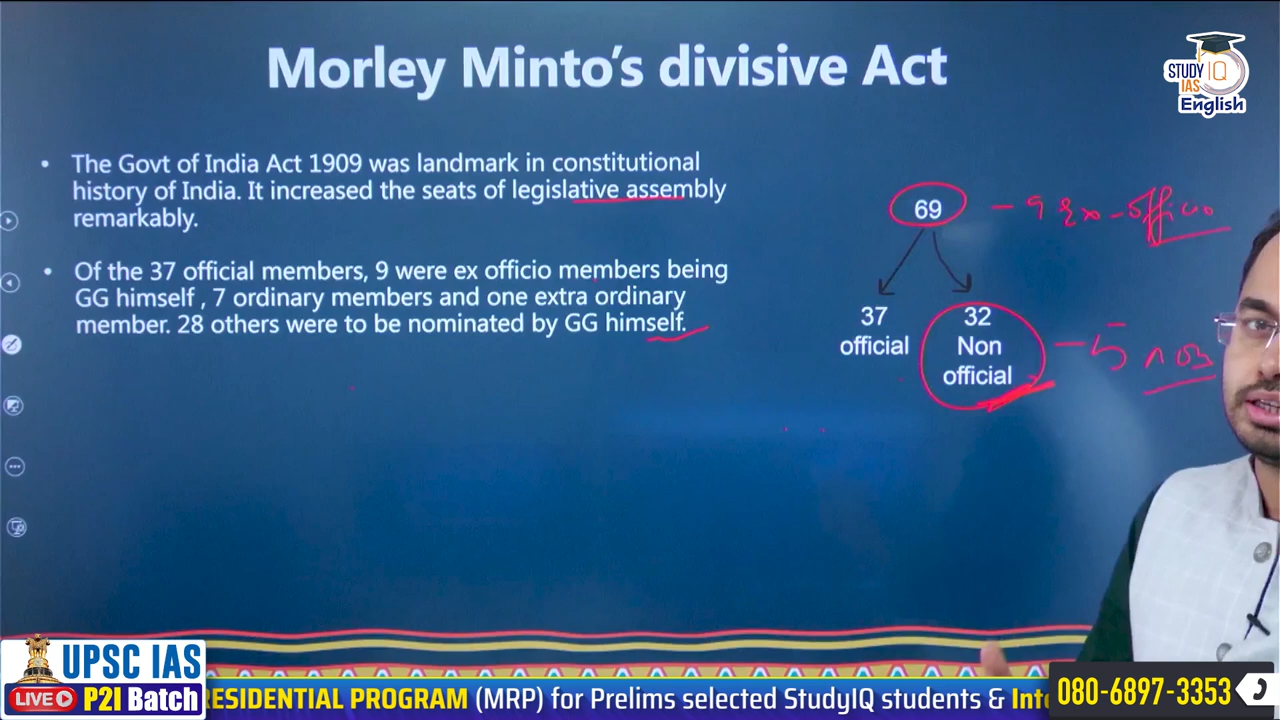 Morley Minto's divisive Act
STUDY IQ
IAS
English
• The Govt of India Act 1909 was landmark in constitutional
history of India. It increased the seats of legislative assembly
remarkably.
• Of the 37 official members, 9 were ex officio members being
GG himself , 7 ordinary members and one extra ordinary
member. 28 others were to be nominated by GG himself.
69 - 9 Ex-officio
37
official
32
Non
official
- 5
UPSC IAS
LIVE P2I Batch
RESIDENTIAL PROGRAM (MRP) for Prelims selected StudyIQ students & Inte
080-6897-3353